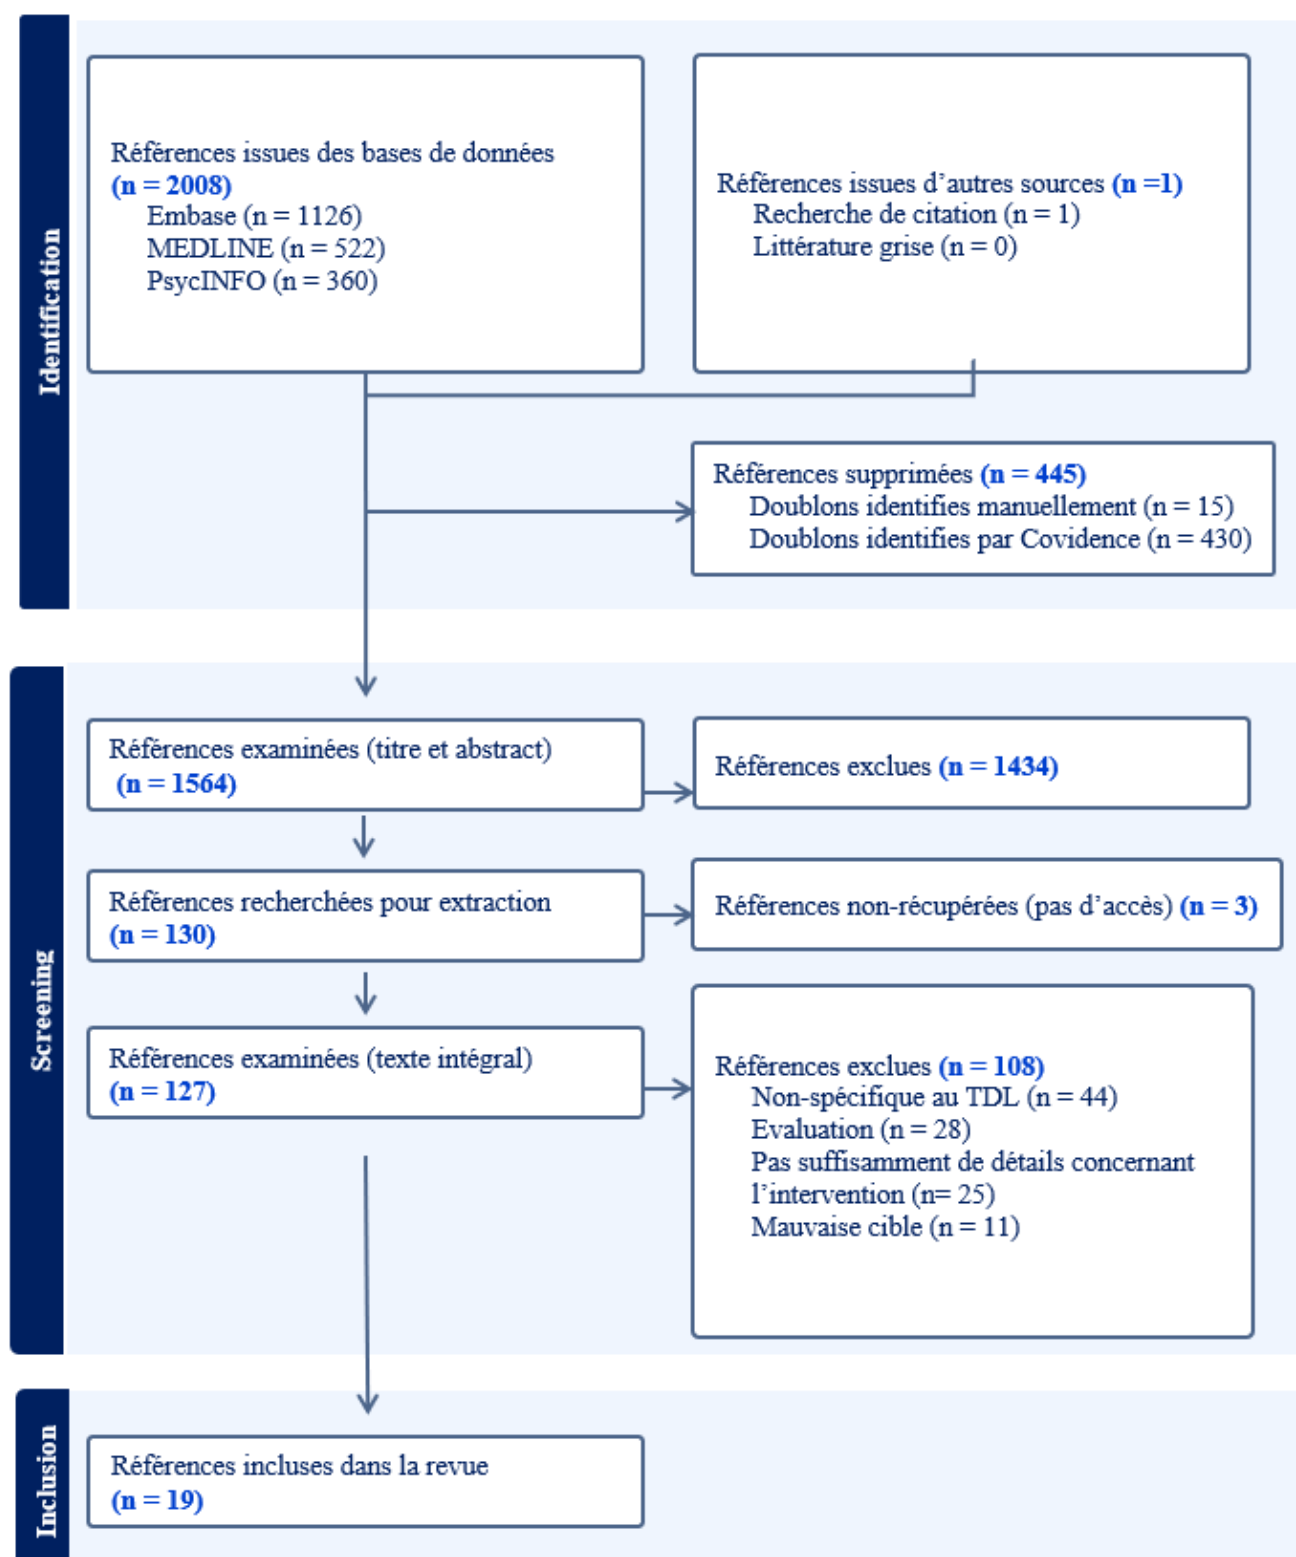 Identification
Références issues des bases de données
(n = 2008)
Embase (n = 1126)
MEDLINE (n = 522)
PsycINFO (n = 360)
Références issues d’autres sources (n =1)
Recherche de citation (n = 1)
Littérature grise (n = 0)
Références supprimées (n = 445)
Doublons identifies manuellement (n = 15)
Doublons identifies par Covidence (n = 430)
Screening
Références examinées (titre et abstract)
(n = 1564)
Références exclues (n = 1434)
Références recherchées pour extraction
(n = 130)
Références non-récupérées (pas d’accès) (n = 3)
Références examinées (texte intégral)
(n = 127)
Références exclues (n = 108)
Non-spécifique au TDL (n = 44)
Evaluation (n = 28)
Pas suffisamment de détails concernant
l’intervention (n= 25)
Mauvaise cible (n = 11)
Inclusion
Références incluses dans la revue
(n = 19)